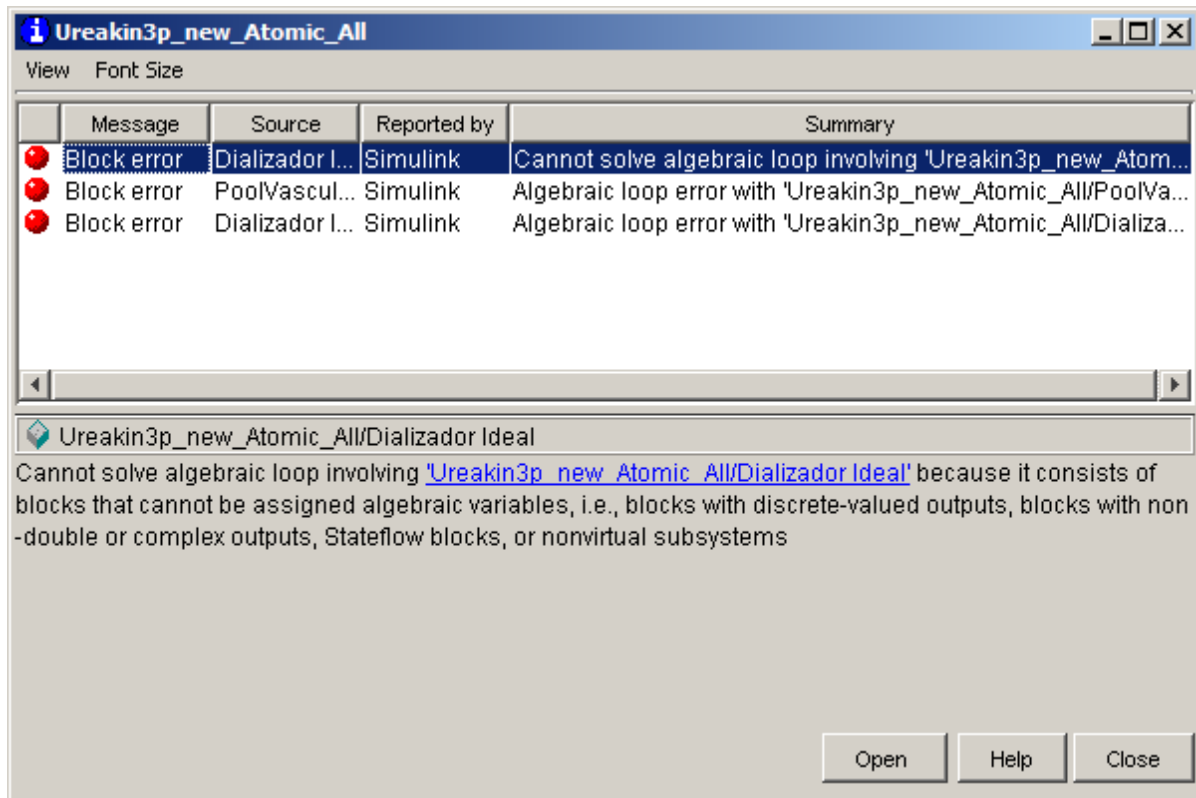 Ureakin3p_new_Atomic_All
View Font Size
Message Source Reported by Summary
Block error Dializador I... Simulink Cannot solve algebraic loop involving 'Ureakin3p_new_Atom...
Block error PoolVascul... Simulink Algebraic loop error with 'Ureakin3p_new_Atomic_All/PoolVa...
Block error Dializador I... Simulink Algebraic loop error with 'Ureakin3p_new_Atomic_All/Dializa...
Ureakin3p_new_Atomic_All/Dializador Ideal
Cannot solve algebraic loop involving 'Ureakin3p_new_Atomic_All/Dializador Ideal' because it consists of
blocks that cannot be assigned algebraic variables, i.e., blocks with discrete-valued outputs, blocks with non
-double or complex outputs, Stateflow blocks, or nonvirtual subsystems
Open Help Close